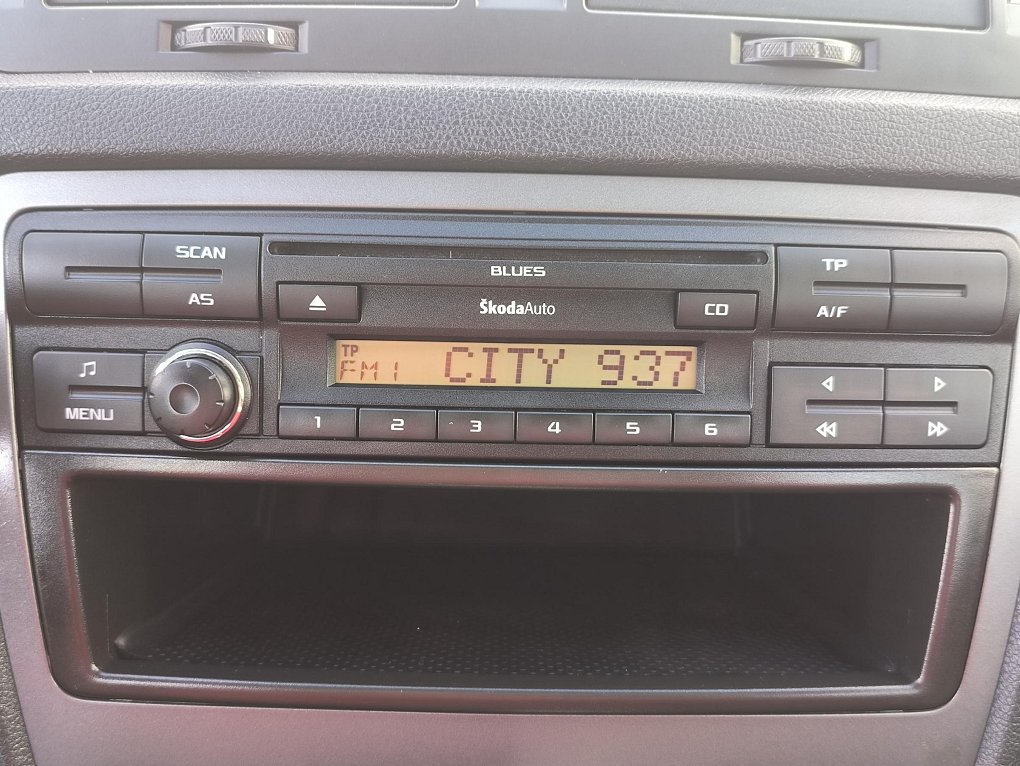 SCAN
AS
BLUES
ŠkodaAuto
CD
TP
A/F
TP
FM1 CITY 937
MENU
1 2 3 4 5 6